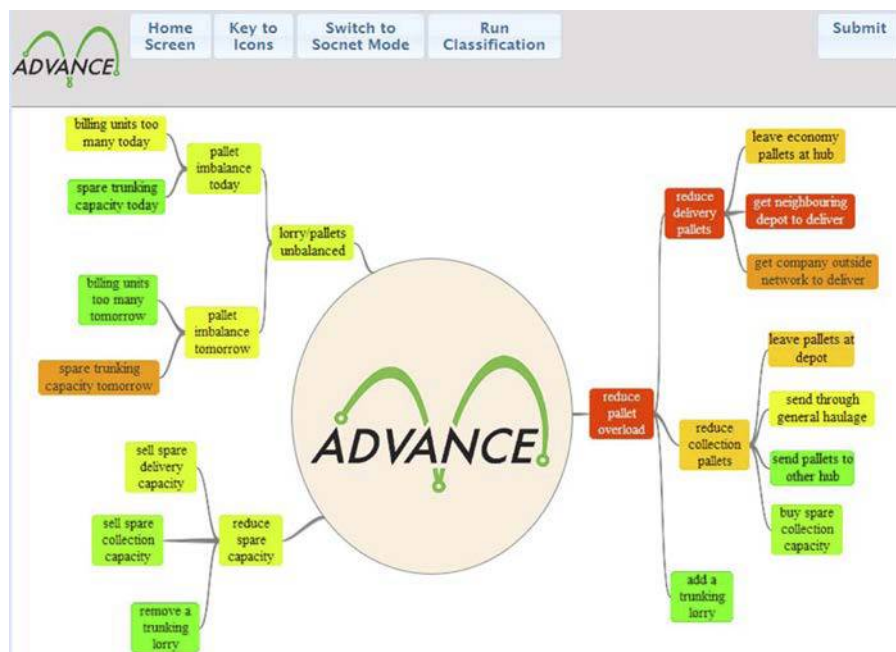 ADVANCE
Home
Screen
Key to
Icons
Switch to
Socnet Mode
Run
Classification
Submit
billing units too
many today
spare trunking
capacity today
pallet
imbalance
today
lorry/pallets
unbalanced
billing units
too many
tomorrow
spare trunking
capacity tomorrow
pallet
imbalance
tomorrow
sell spare
delivery
capacity
sell spare
collection
capacity
remove a
trunking
lorry
reduce
spare
capacity
ADVANCE
reduce
pallet
overload
reduce
delivery
pallets
leave economy
pallets at hub
get neighbouring
depot to deliver
get company outside
network to deliver
reduce
collection
pallets
leave pallets at
depot
send through
general haulage
send pallets to
other hub
buy spare
collection
capacity
add a
trunking
lorry